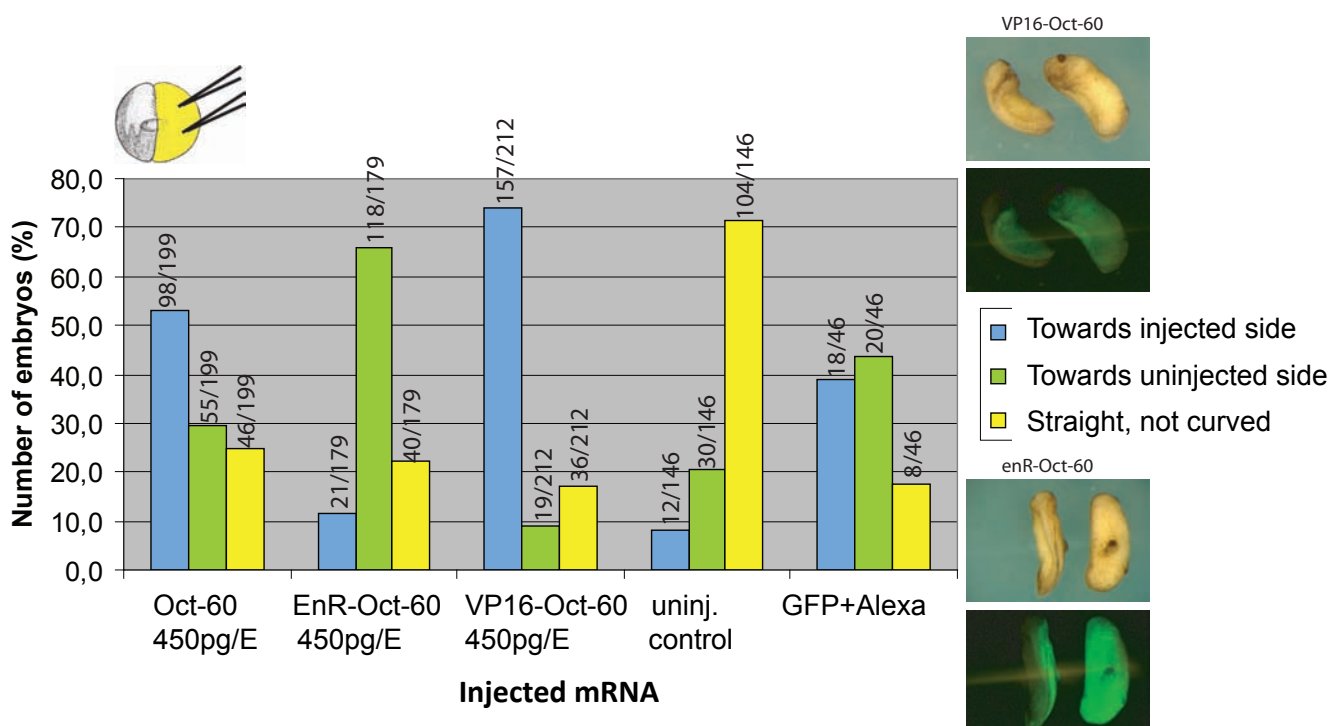 VP16-Oct-60
Number of embryos (%)
80,0
70,0
60,0
50,0
40,0
30,0
20,0
10,0
0,0
98/199
55/199
46/199
21/179
118/179
40/179
157/212
19/212
36/212
12/146
30/146
104/146
18/46
20/46
8/46
Oct-60
450pg/E
EnR-Oct-60
450pg/E
VP16-Oct-60
450pg/E
uninj.
control
GFP+Alexa
Injected mRNA
Towards injected side
Towards uninjected side
Straight, not curved
enR-Oct-60